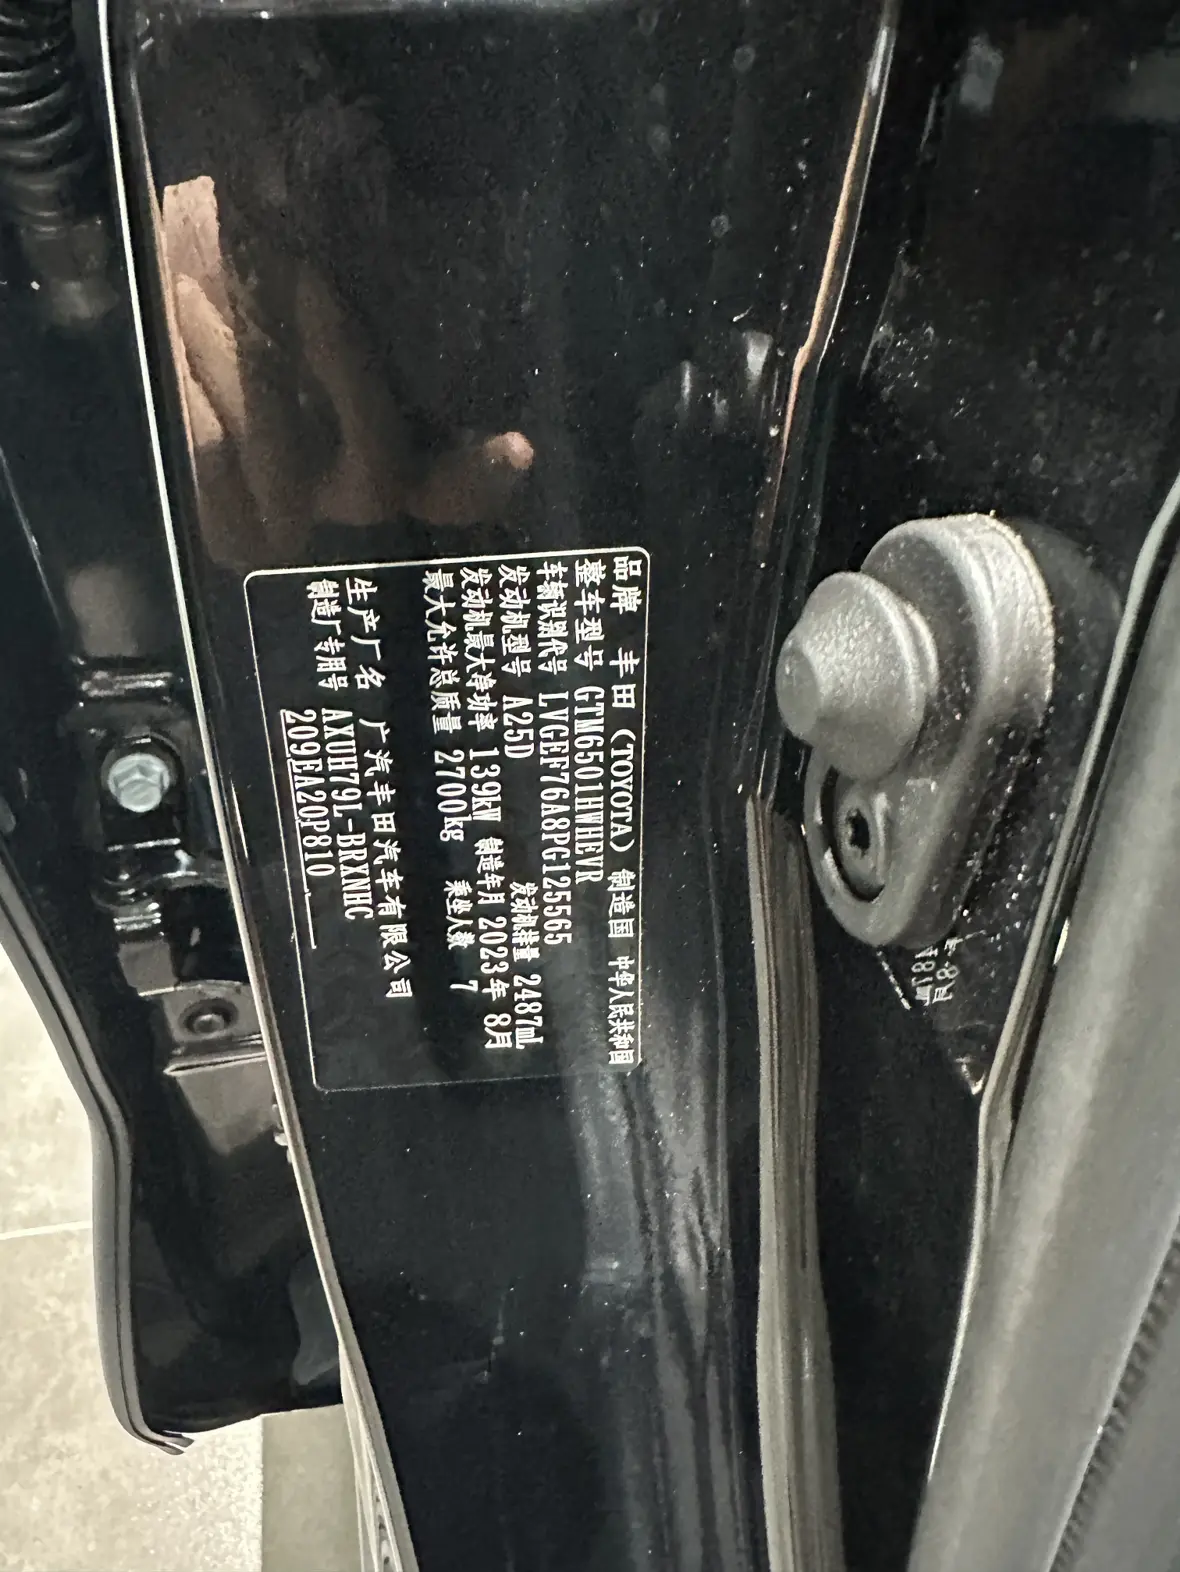 品牌 丰田(TOYOTA) 制造国 中华人民共和国
整车型号 GTM6501HWHEVR
车辆识别代号 LVGEF76A8PG125565
发动机型号 A25D 发动机排量 2487mL
发动机最大净功率 139kW 制造年月 2023年 8月
最大允许总质量 2700kg 乘坐人数 7
生产厂名 广汽丰田汽车有限公司
制造厂专用号 AXUH79L-BRXNHC
209EA20P810